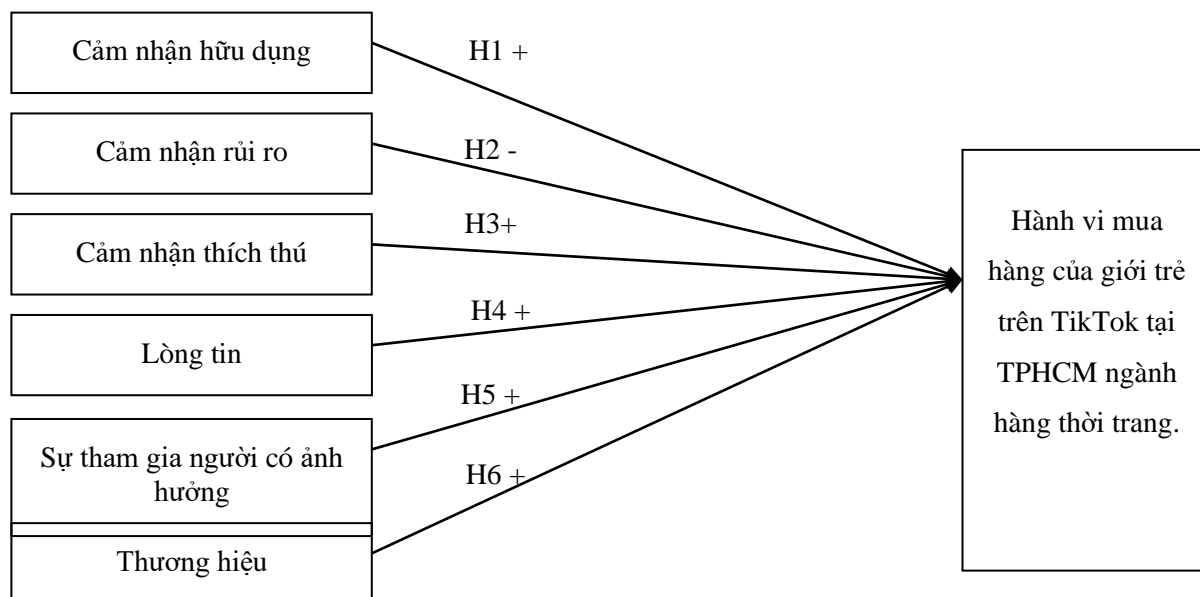 Cảm nhận hữu dụng
H1 +
Cảm nhận rủi ro
H2 -
Cảm nhận thích thú
H3+
Lòng tin
H4 +
Sự tham gia người có ảnh
hưởng
H5 +
Thương hiệu
H6 +
Hành vi mua
hàng của giới trẻ
trên TikTok tại
TPHCM ngành
hàng thời trang.